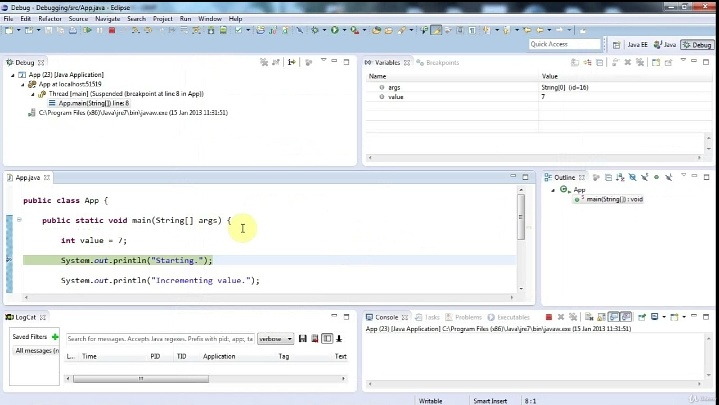 Debug - Debugging/src/App.java - Eclipse
File Edit Refactor Source Navigate Search Project Run Window Help
Quick Access
Java EE Java Debug
Debug
App (23) [Java Application]
App at localhost:51519
Thread [main] (Suspended (breakpoint at line 8 in App))
App.main(String[]) line: 8
C:\Program Files (x86)\Java\jre7\bin\javaw.exe (15 Jan 2013 11:31:51)
Variables Breakpoints
Name Value
args String[0] (id=16)
value 7
App.java
public class App {
public static void main(String[] args) {
int value = 7;
System.out.println("Starting.");
System.out.println("Incrementing value.");
Outline
App
main(String[]) : void
LogCat
Saved Filters
All messages (n
Search for messages. Accepts Java regexes. Prefix with pid:, app:, ta
verbose
L... Time PID TID Application Tag Text
Console Tasks Problems Executables
App (23) [Java Application] C:\Program Files (x86)\Java\jre7\bin\javaw.exe (15 Jan 2013 11:31:51)
Writable Smart Insert 8 : 1